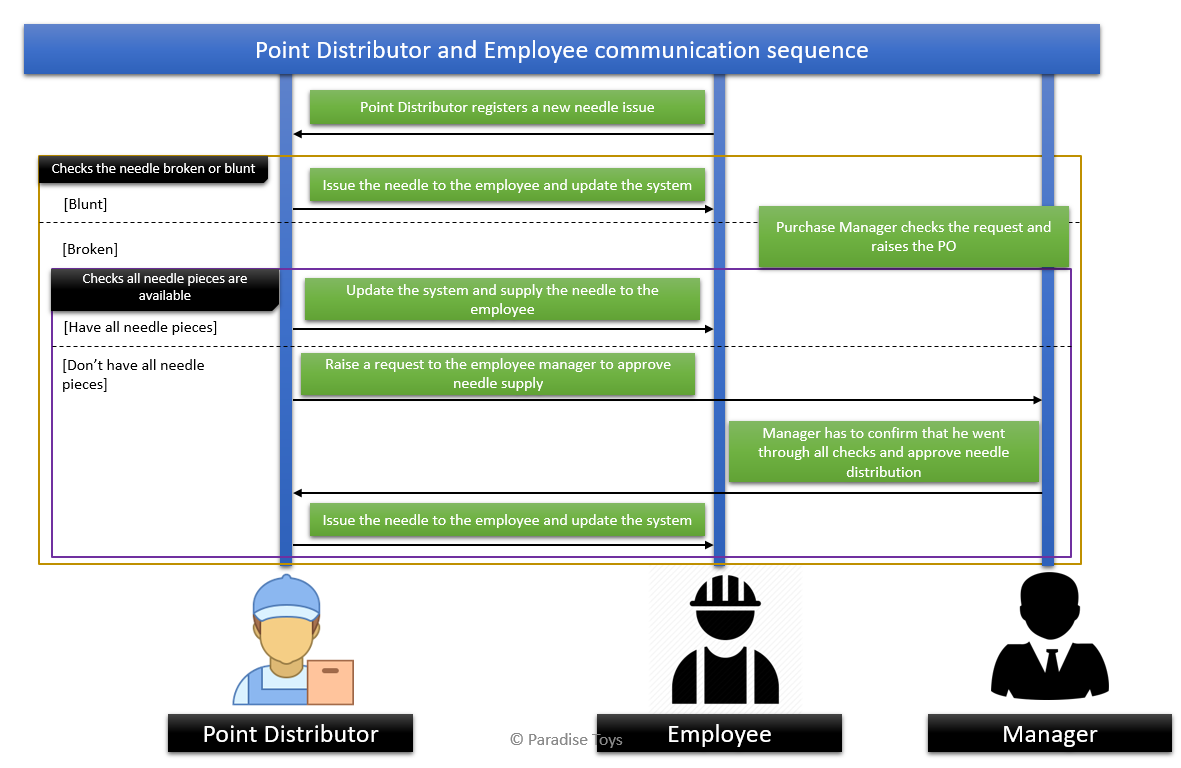 Point Distributor and Employee communication sequence
Point Distributor registers a new needle issue
Checks the needle broken or blunt
Issue the needle to the employee and update the system
[Blunt]
Purchase Manager checks the request and
raises the PO
[Broken]
Checks all needle pieces are
available
Update the system and supply the needle to the
employee
[Have all needle pieces]
[Don’t have all needle
pieces]
Raise a request to the employee manager to approve
needle supply
Manager has to confirm that he went
through all checks and approve needle
distribution
Issue the needle to the employee and update the system
Point Distributor
© Paradise Toys
Employee
Manager